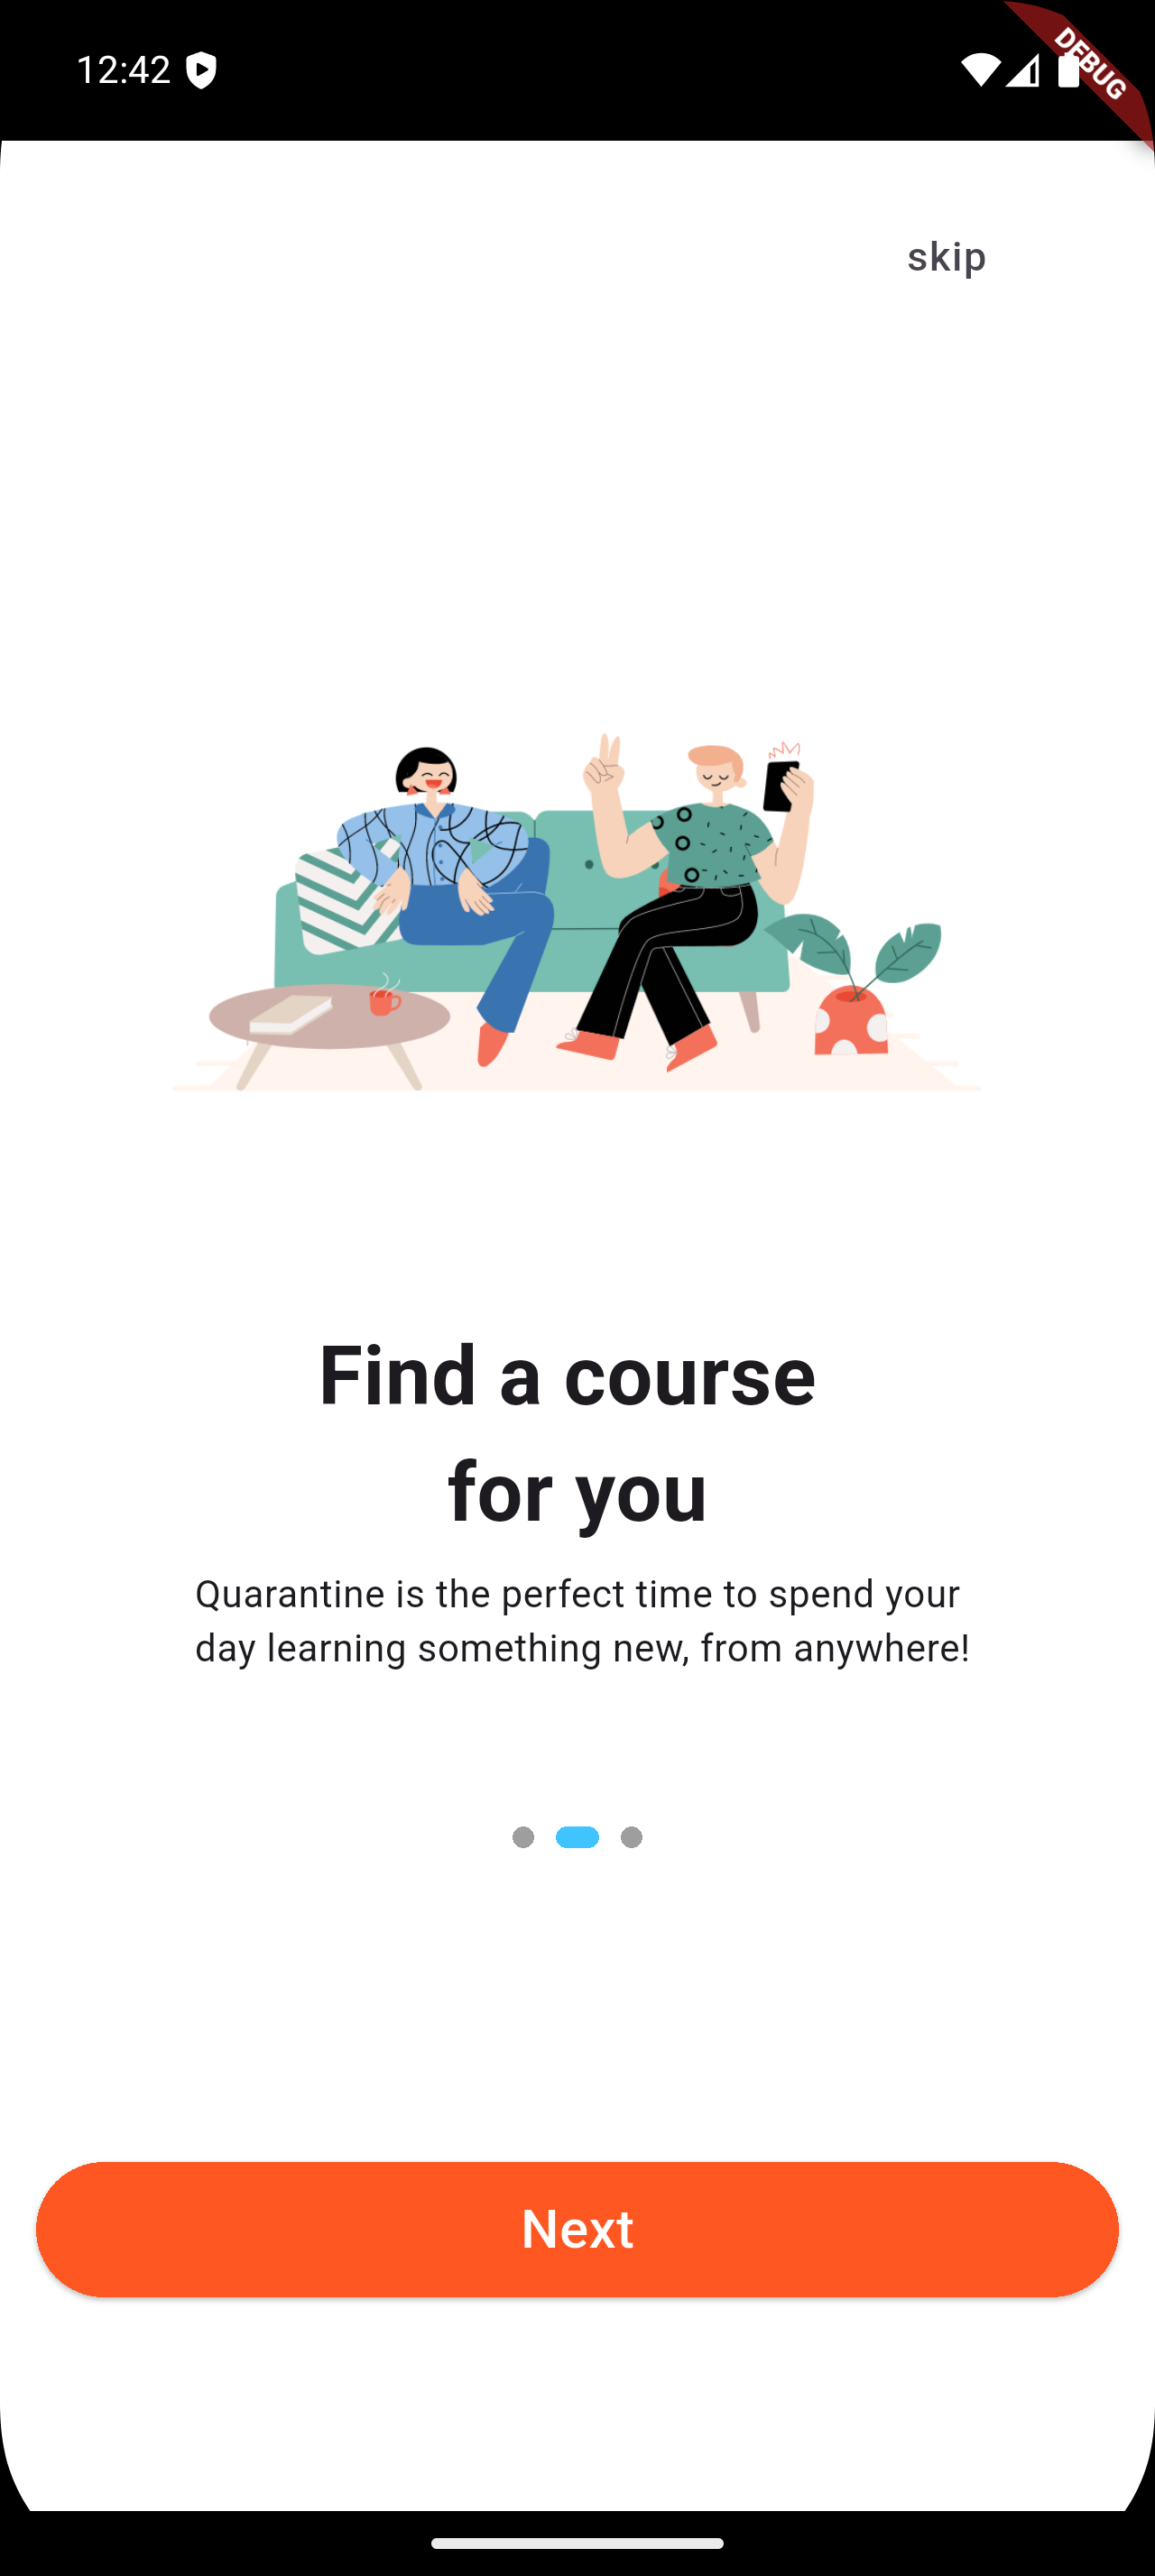 12:42
DEBUG
skip
Find a course
for you
Quarantine is the perfect time to spend your
day learning something new, from anywhere!
Next